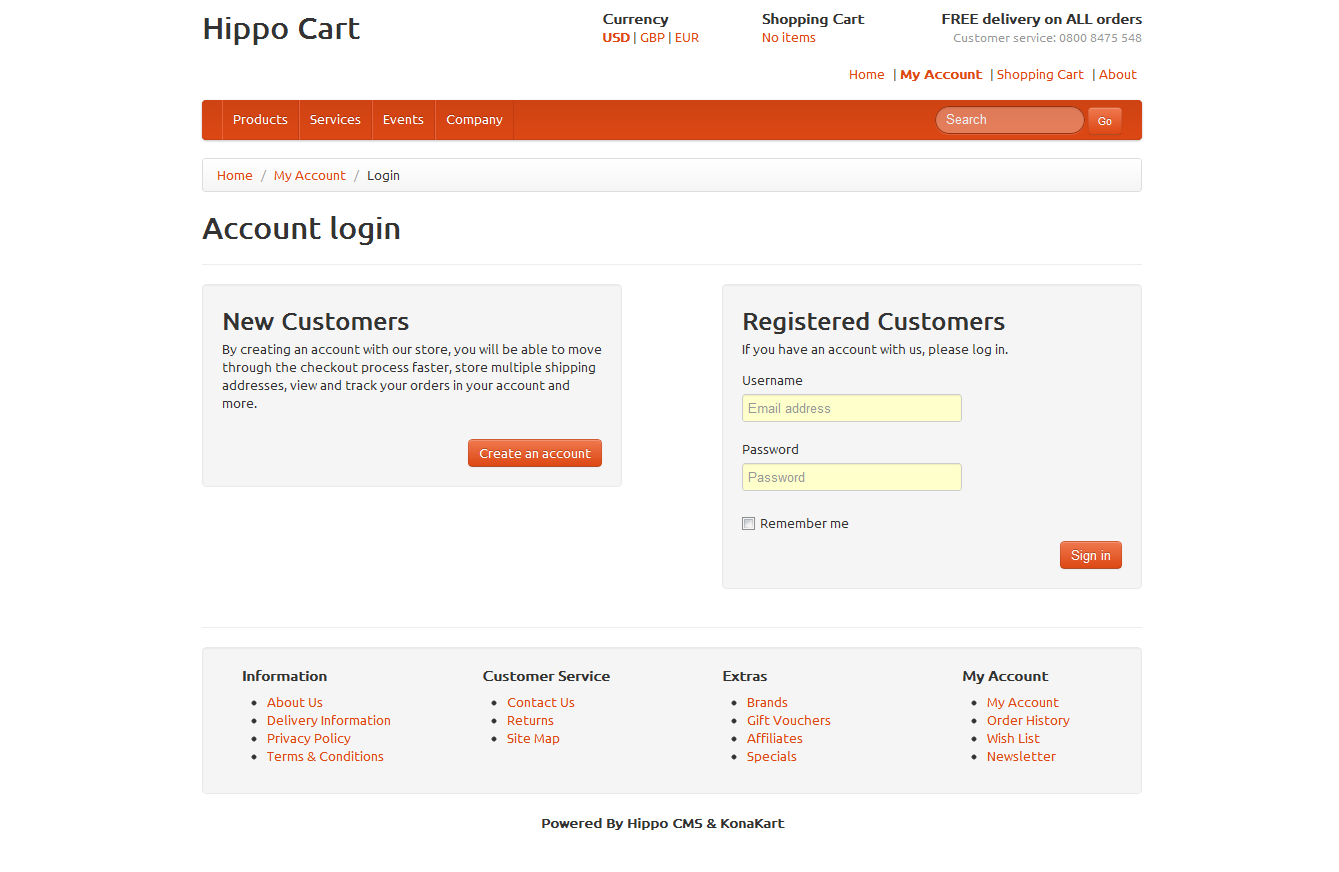 Hippo Cart
Currency
USD | GBP | EUR
Shopping Cart
No items
FREE delivery on ALL orders
Customer service: 0800 8475 548
Home | My Account | Shopping Cart | About
Products Services Events Company Search Go
Home / My Account / Login
Account login
New Customers
By creating an account with our store, you will be able to move
through the checkout process faster, store multiple shipping
addresses, view and track your orders in your account and
more.
Create an account
Registered Customers
If you have an account with us, please log in.
Username
Email address
Password
Password
Remember me
Sign in
Information
About Us
Delivery Information
Privacy Policy
Terms & Conditions
Customer Service
Contact Us
Returns
Site Map
Extras
Brands
Gift Vouchers
Affiliates
Specials
My Account
My Account
Order History
Wish List
Newsletter
Powered By Hippo CMS & KonaKart